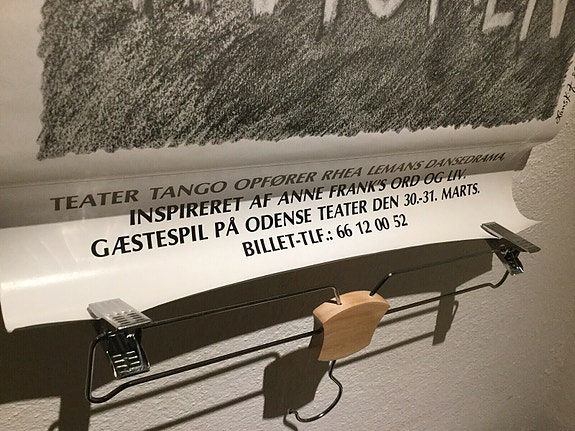 TEATER TANGO OPFØRER RHEA LEMANS DANSEDRAMA,
INSPIRERET AF ANNE FRANK'S ORD OG LIV.
GÆSTESPIL PÅ ODENSE TEATER DEN 30.-31. MARTS.
BILLET-TLF.: 66 12 00 52